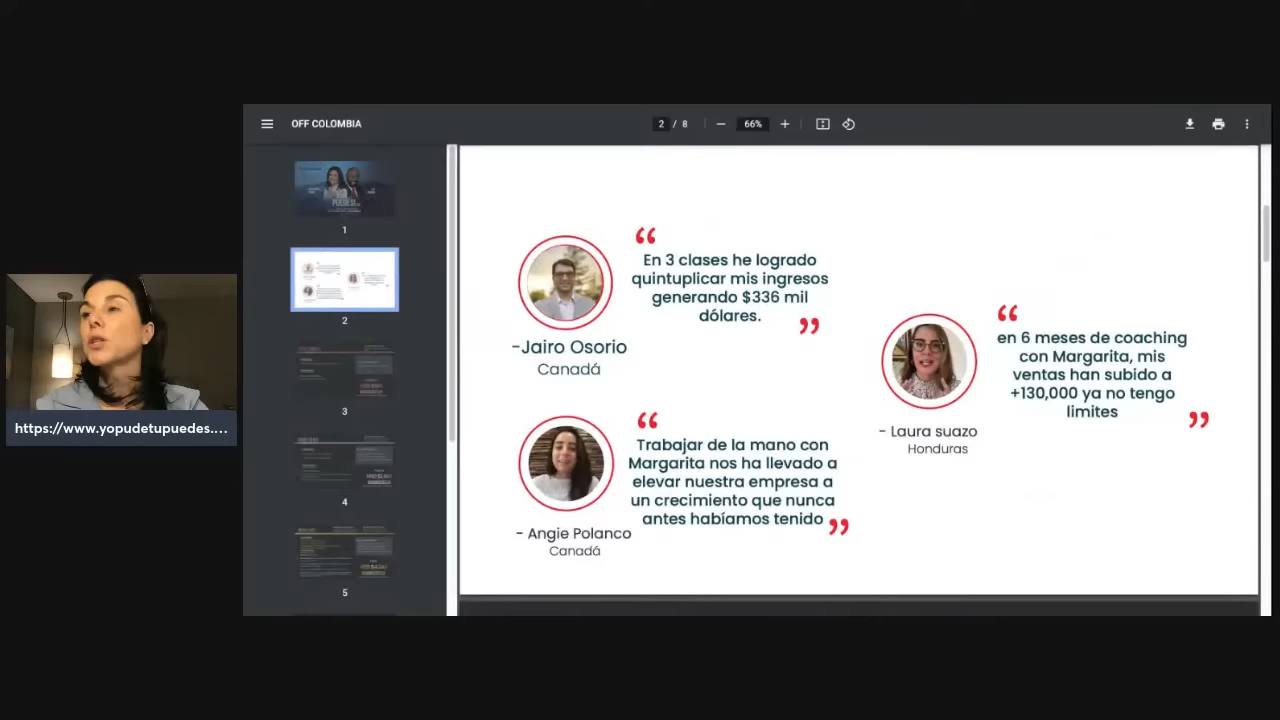 OFF COLOMBIA
2 / 8
66%
1
2
3
4
5
https://www.yopudetupuedes....
“
En 3 clases he logrado
quintuplicar mis ingresos
generando $336 mil
dólares.
”
-Jairo Osorio
Canadá
“
Trabajar de la mano con
Margarita nos ha llevado a
elevar nuestra empresa a
un crecimiento que nunca
antes habíamos tenido
”
- Angie Polanco
Canadá
“
en 6 meses de coaching
con Margarita, mis
ventas han subido a
+130,000 ya no tengo
limites
”
- Laura suazo
Honduras